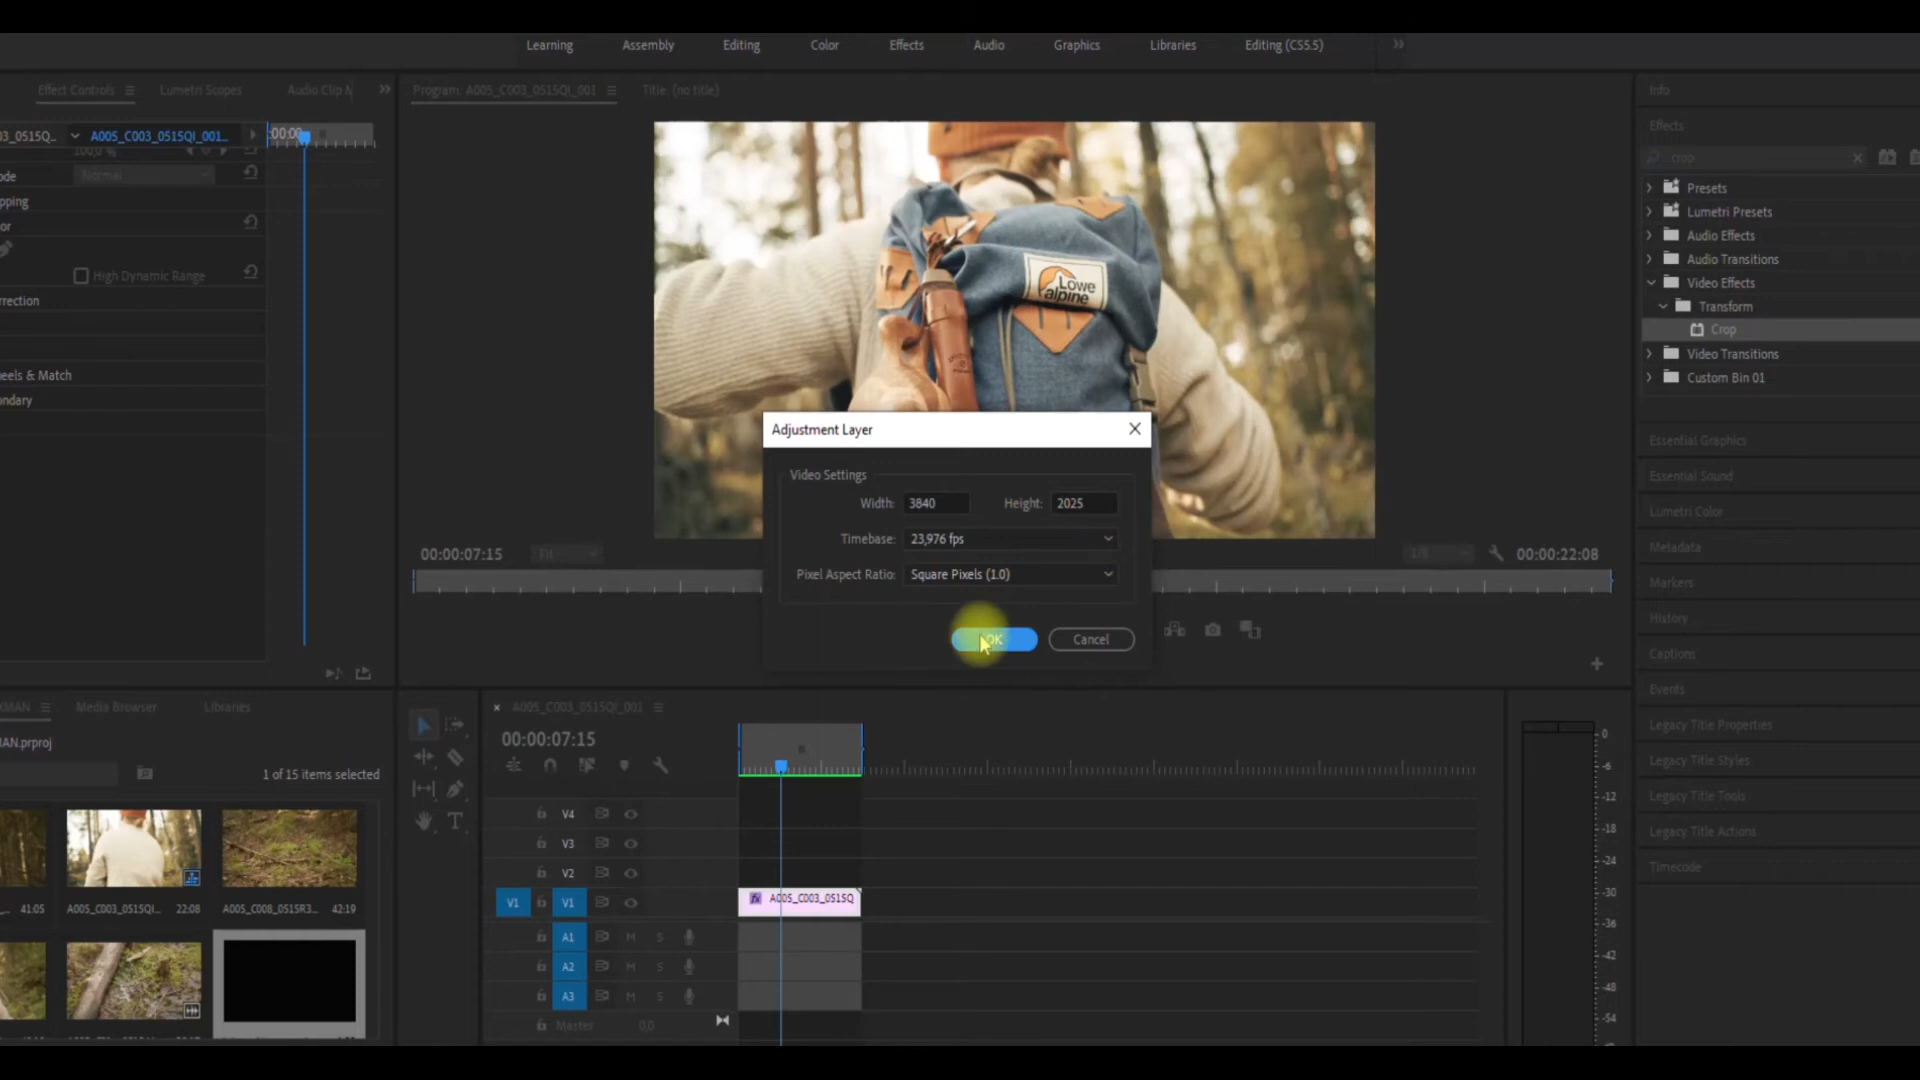 Learning Assembly Editing Color Effects Audio Graphics Libraries Editing (CS5.5)
Effect Controls Lumetri Scopes Audio Clip M
Program: A005_C003_0515QI_001 Title: (no title)
Info
Effects
03_0515Q... A005_C003_0515QI_001... :00:00
crop
100,0 %
ode Normal
pping
or
High Dynamic Range
rrection
eels & Match
ondary
Presets
Lumetri Presets
Audio Effects
Audio Transitions
Video Effects
Transform
Crop
Video Transitions
Custom Bin 01
Lowe
alpine
Adjustment Layer
Video Settings
Width: 3840 Height: 2025
Timebase: 23,976 fps
Pixel Aspect Ratio: Square Pixels (1.0)
OK Cancel
00:00:07:15 Fit 1/8 00:00:22:08
Essential Graphics
Essential Sound
Lumetri Color
Metadata
Markers
History
Captions
Events
Legacy Title Properties
Legacy Title Styles
Legacy Title Tools
Legacy Title Actions
Timecode
KMAN Media Browser Libraries
AN.prproj
1 of 15 items selected
41:05 A005_C003_0515QI... 22:08 A005_C008_0515R3... 42:19
× A005_C003_0515QI_001
00:00:07:15
V4
V3
V2
V1 V1 fx A005_C003_0515Q
A1 M S
A2 M S
A3 M S
Master 0,0
0
-6
-12
-18
-24
-30
-36
-42
-48
-54